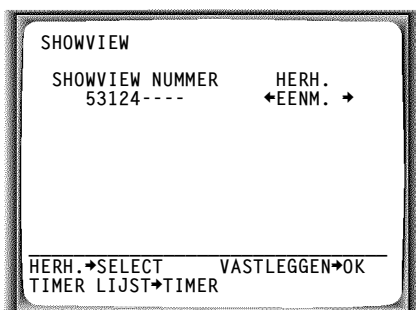 SHOWVIEW
SHOWVIEW NUMMER HERH.
53124---- ←EENM. →
HERH.→SELECT VASTLEGGEN→OK
TIMER LIJST→TIMER